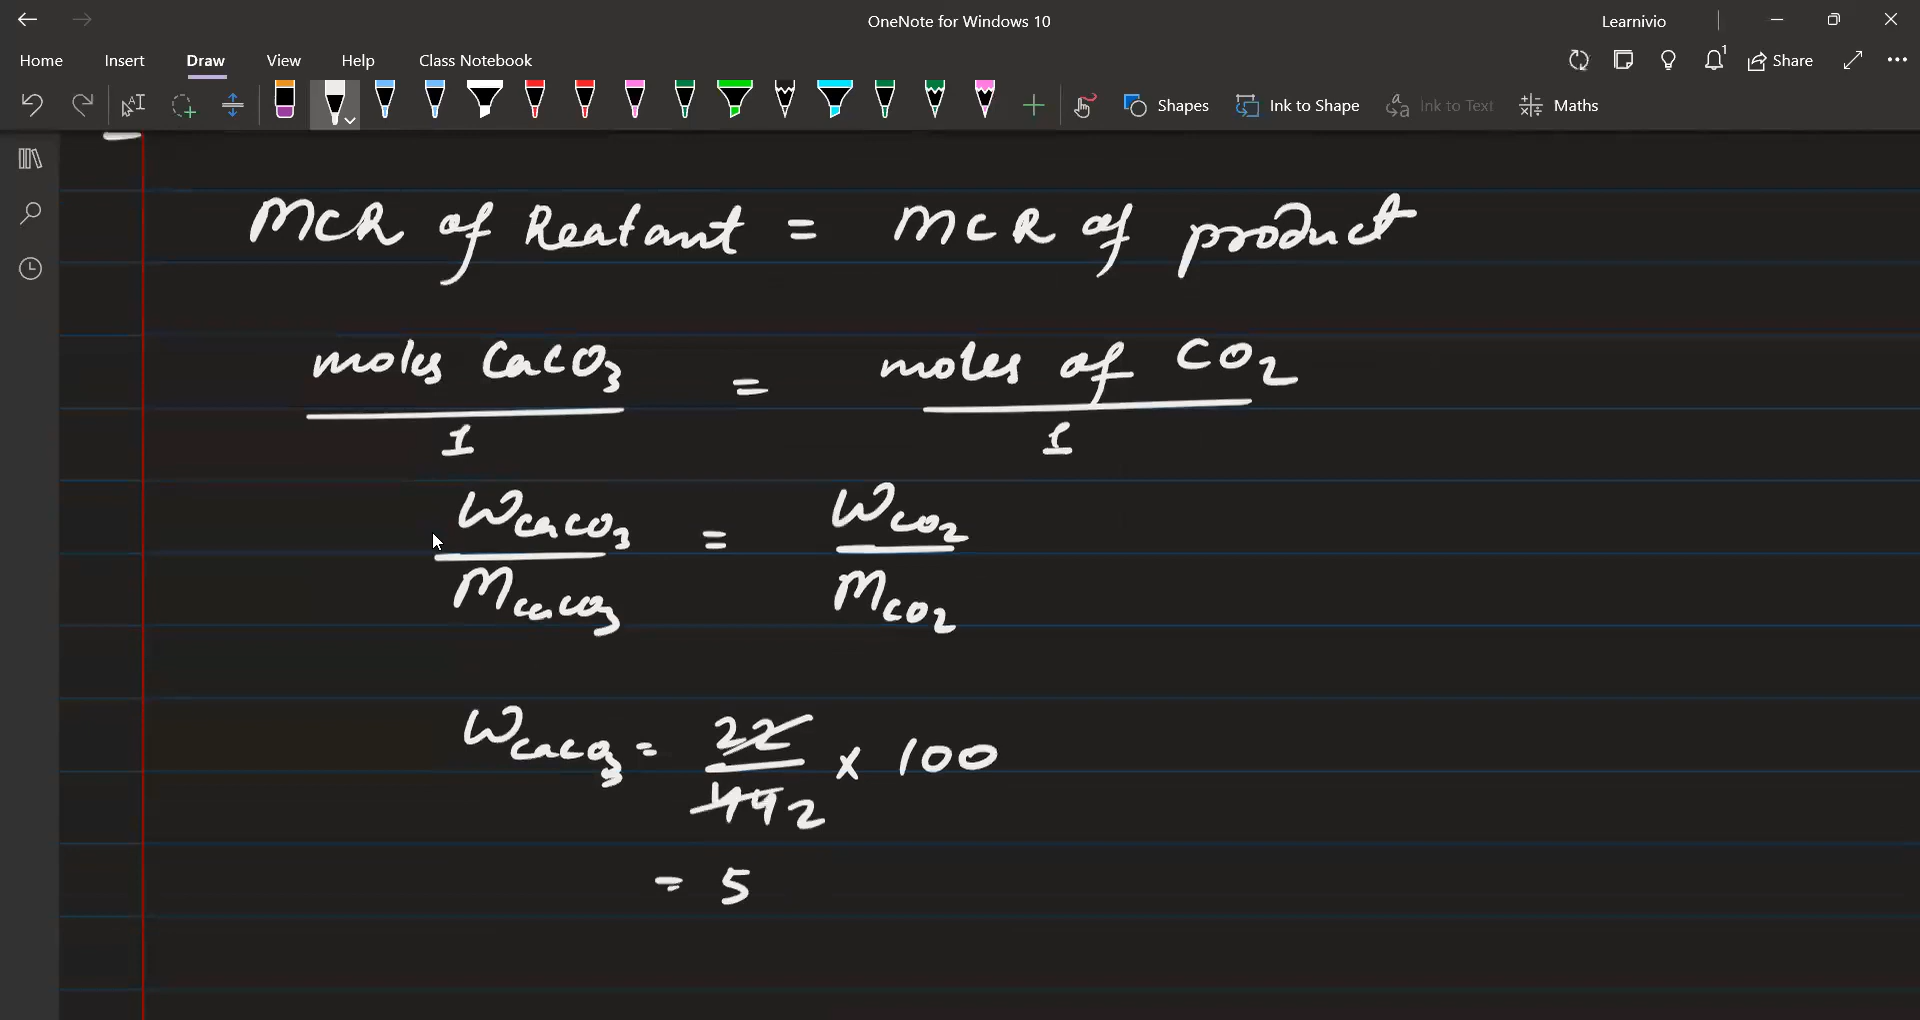 OneNote for Windows 10 Learnivio
Home Insert Draw View Help Class Notebook 1 Share
Shapes Ink to Shape Ink to Text Maths
MCR of Reatant = MCR of product
moles CaCO3 = moles of CO2
1 1
WCaCO3 = WCO2
MCaCO3 MCO2
WCaCO3 = 22 x 100
44 2
= 5